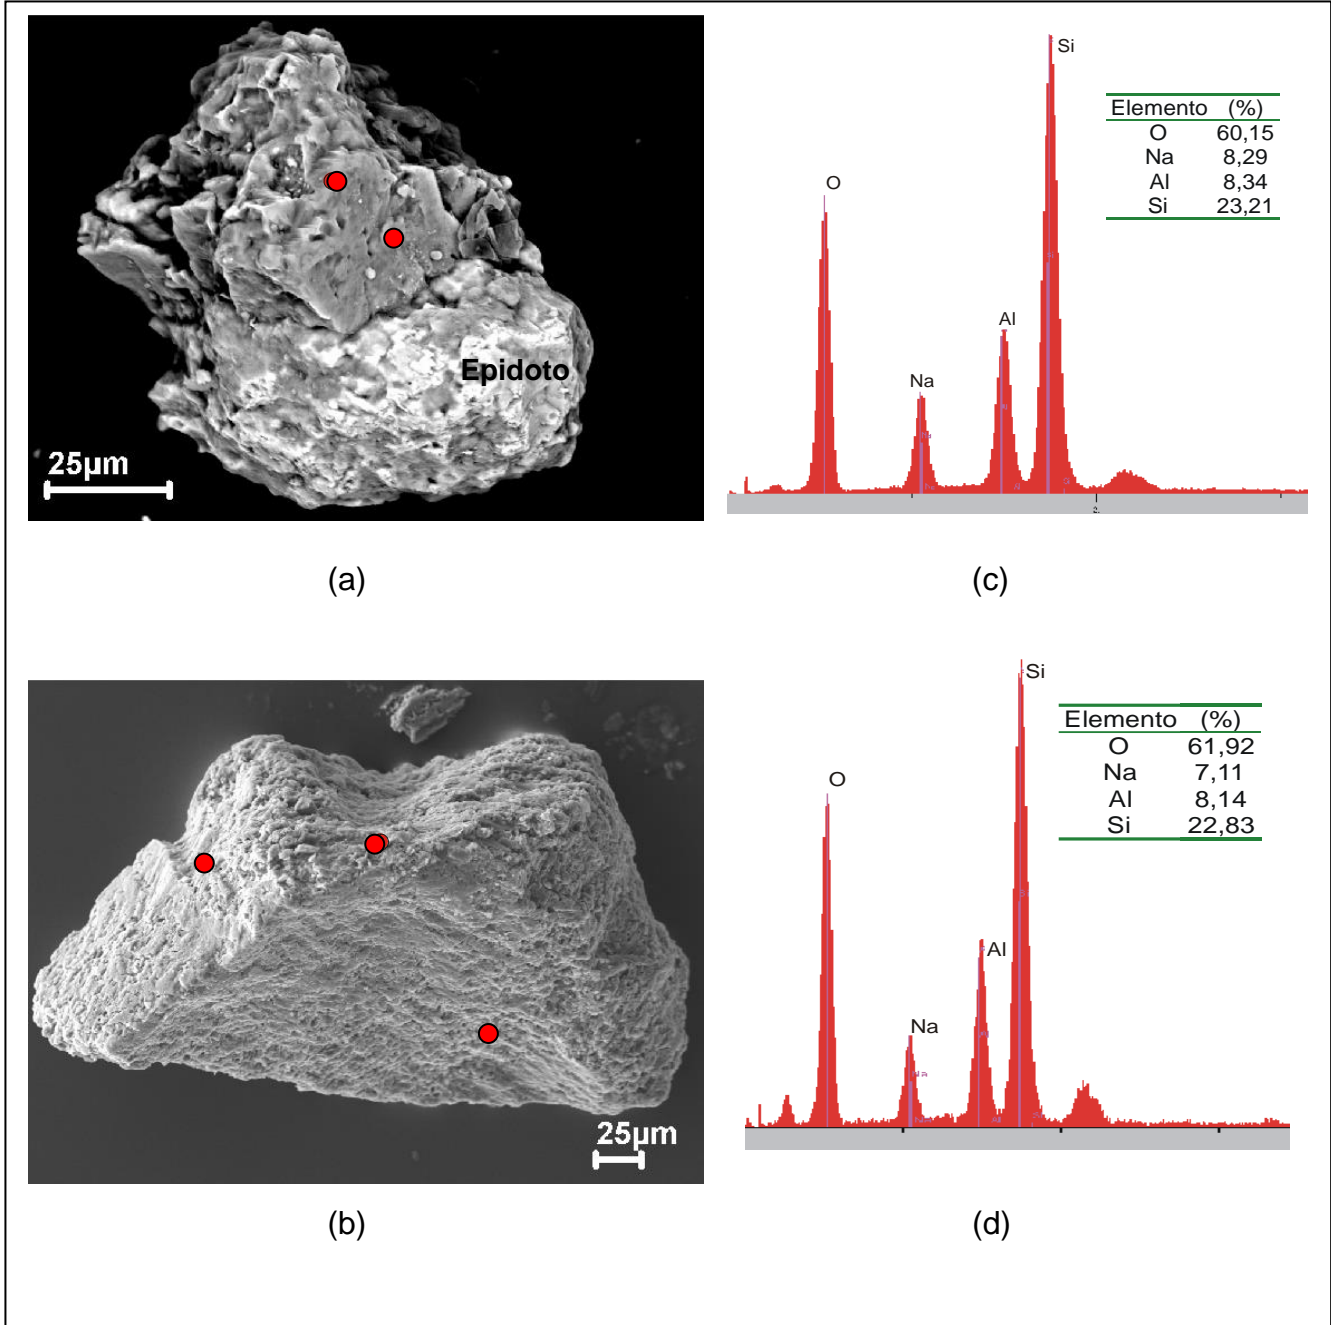 Epidoto
25µm
(a)
Si
O
Al
Na
Elemento (%)
O 60,15
Na 8,29
Al 8,34
Si 23,21
2.
(c)
25µm
(b)
Si
O
Al
Na
Elemento (%)
O 61,92
Na 7,11
Al 8,14
Si 22,83
(d)